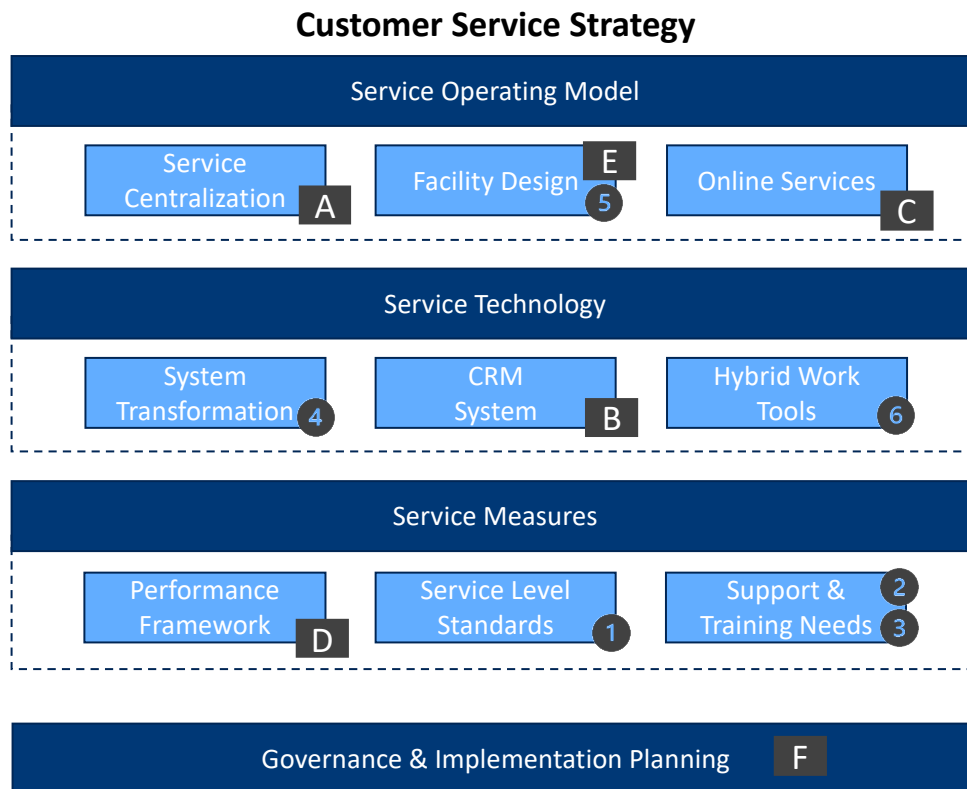 Customer Service Strategy
Service Operating Model
Service
Centralization
A
Facility Design
E
5
Online Services
C
Service Technology
System
Transformation
4
CRM
System
B
Hybrid Work
Tools
6
Service Measures
Performance
Framework
D
Service Level
Standards
1
Support &
Training Needs
2
3
Governance & Implementation Planning
F